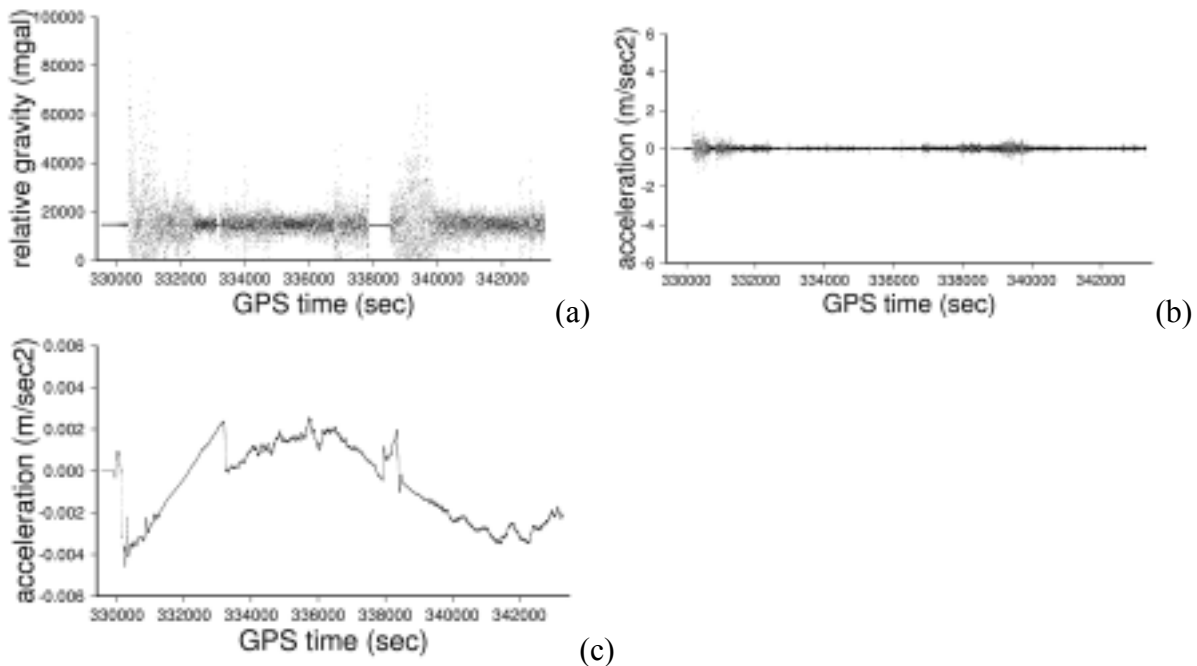 relative gravity (mgal)
100000
80000
60000
40000
20000
0
330000 332000 334000 336000 338000 340000 342000
GPS time (sec)
(a)
acceleration (m/sec2)
6
4
2
0
-2
-4
-6
330000 332000 334000 336000 338000 340000 342000
GPS time (sec)
(b)
acceleration (m/sec2)
0.006
0.004
0.002
0.000
-0.002
-0.004
-0.006
330000 332000 334000 336000 338000 340000 342000
GPS time (sec)
(c)